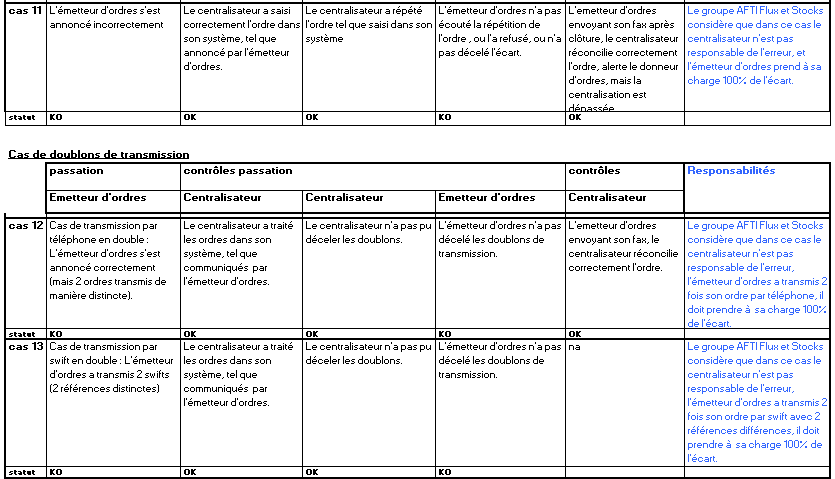 cas 11
L'émetteur d'ordres s'est
annoncé incorrectement
Le centralisateur a saisi
correctement l'ordre dans
son système, tel que
annoncé par l'émetteur
d'ordres.
Le centralisateur a répété
l'ordre tel que saisi dans son
système
L'émetteur d'ordres n'a pas
écouté la répétition de
l'ordre , ou l'a refusé, ou n'a
pas décelé l'écart.
L'émetteur d'ordres
envoyant son fax après
clôture, le centralisateur
réconcilie correctement
l'ordre, alerte le donneur
d'ordres, mais la
centralisation est
dépassée
Le groupe AFTI Flux et Stocks
considère que dans ce cas le
centralisateur n'est pas
responsable de l'erreur, et
l'émetteur d'ordres prend à sa
charge 100% de l'écart.
statut KO OK OK KO OK
Cas de doublons de transmission
passation contrôles passation contrôles Responsabilités
Emetteur d'ordres Centralisateur Centralisateur Emetteur d'ordres Centralisateur
cas 12
Cas de transmission par
téléphone en double :
L'émetteur d'ordres s'est
annoncé correctement
(mais 2 ordres transmis de
manière distincte).
Le centralisateur a traité
les ordres dans son
système, tel que
communiqués par
l'émetteur d'ordres.
Le centralisateur n'a pas pu
déceler les doublons.
L'émetteur d'ordres n'a pas
décelé les doublons de
transmission.
L'emetteur d'ordres
envoyant son fax, le
centralisateur réconcilie
correctement l'ordre.
Le groupe AFTI Flux et Stocks
considère que dans ce cas le
centralisateur n'est pas
responsable de l'erreur,
l'émetteur d'ordres a transmis 2
fois son ordre par téléphone, il
doit prendre à sa charge 100%
de l'écart.
statut KO OK OK KO OK
cas 13
Cas de transmission par
swift en double : L'émetteur
d'ordres a transmis 2 swifts
(2 références distinctes)
Le centralisateur a traité
les ordres dans son
système, tel que
communiqués par
l'émetteur d'ordres.
Le centralisateur n'a pas pu
déceler les doublons.
L'émetteur d'ordres n'a pas
décelé les doublons de
transmission.
na
Le groupe AFTI Flux et Stocks
considère que dans ce cas le
centralisateur n'est pas
responsable de l'erreur,
l'émetteur d'ordres a transmis 2
fois son ordre par swift avec 2
références différences, il doit
prendre à sa charge 100% de
l'écart.
statut KO OK OK KO